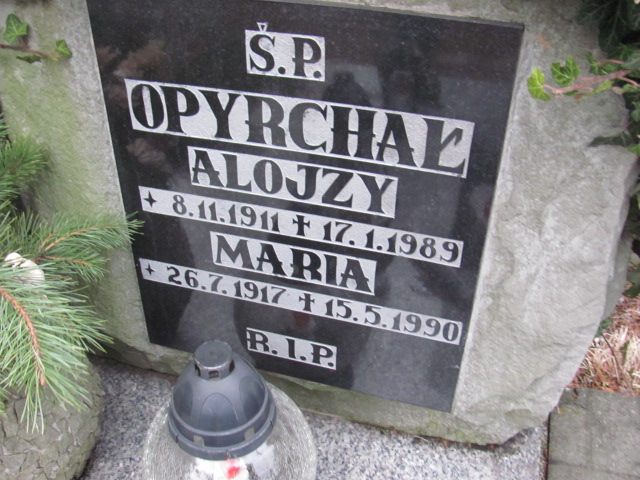 Ś.P.
OPYRCHAŁ
ALOJZY
✦ 8.11.1911 ✝ 17.1.1989
MARIA
✦ 26.7.1917 ✝ 15.5.1990
R.I.P.